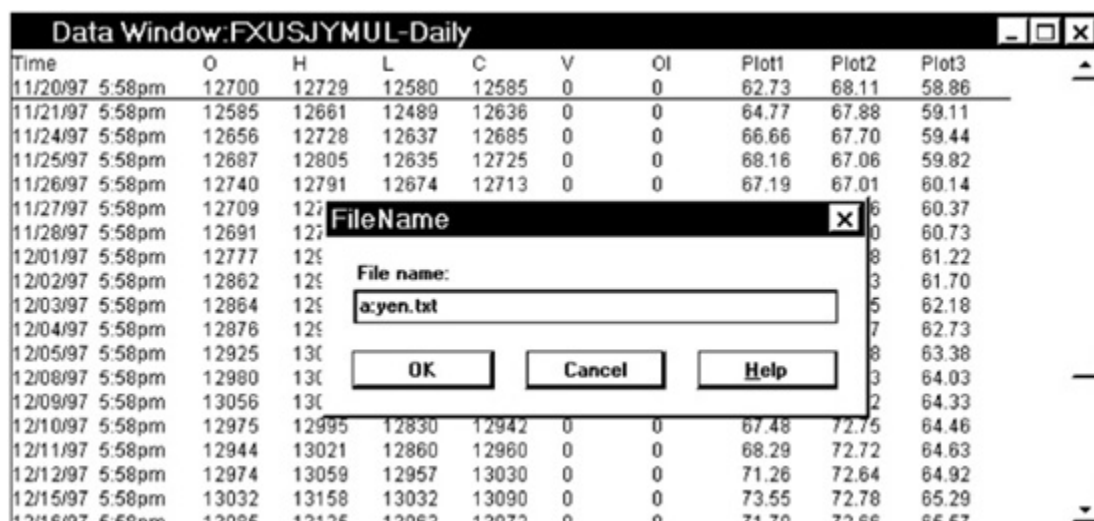 Data Window:FXUSJYMUL-Daily
Time O H L C V OI Plot1 Plot2 Plot3
11/20/97 5:58pm 12700 12729 12580 12585 0 0 62.73 68.11 58.86
11/21/97 5:58pm 12585 12661 12489 12636 0 0 64.77 67.88 59.11
11/24/97 5:58pm 12656 12728 12637 12685 0 0 66.66 67.70 59.44
11/25/97 5:58pm 12687 12805 12635 12725 0 0 68.16 67.06 59.82
11/26/97 5:58pm 12740 12791 12674 12713 0 0 67.19 67.01 60.14
11/27/97 5:58pm 12709 60.37
11/28/97 5:58pm 12691 60.73
12/01/97 5:58pm 12777 61.22
12/02/97 5:58pm 12862 61.70
12/03/97 5:58pm 12864 62.18
12/04/97 5:58pm 12876 62.73
12/05/97 5:58pm 12925 63.38
12/08/97 5:58pm 12980 64.03
12/09/97 5:58pm 13056 64.33
FileName
File name:
a:yen.txt
OK Cancel Help
12/10/97 5:58pm 12975 12995 12830 12942 0 0 67.48 72.75 64.46
12/11/97 5:58pm 12944 13021 12860 12960 0 0 68.29 72.72 64.63
12/12/97 5:58pm 12974 13059 12957 13030 0 0 71.26 72.64 64.92
12/15/97 5:58pm 13032 13158 13032 13090 0 0 73.55 72.78 65.29